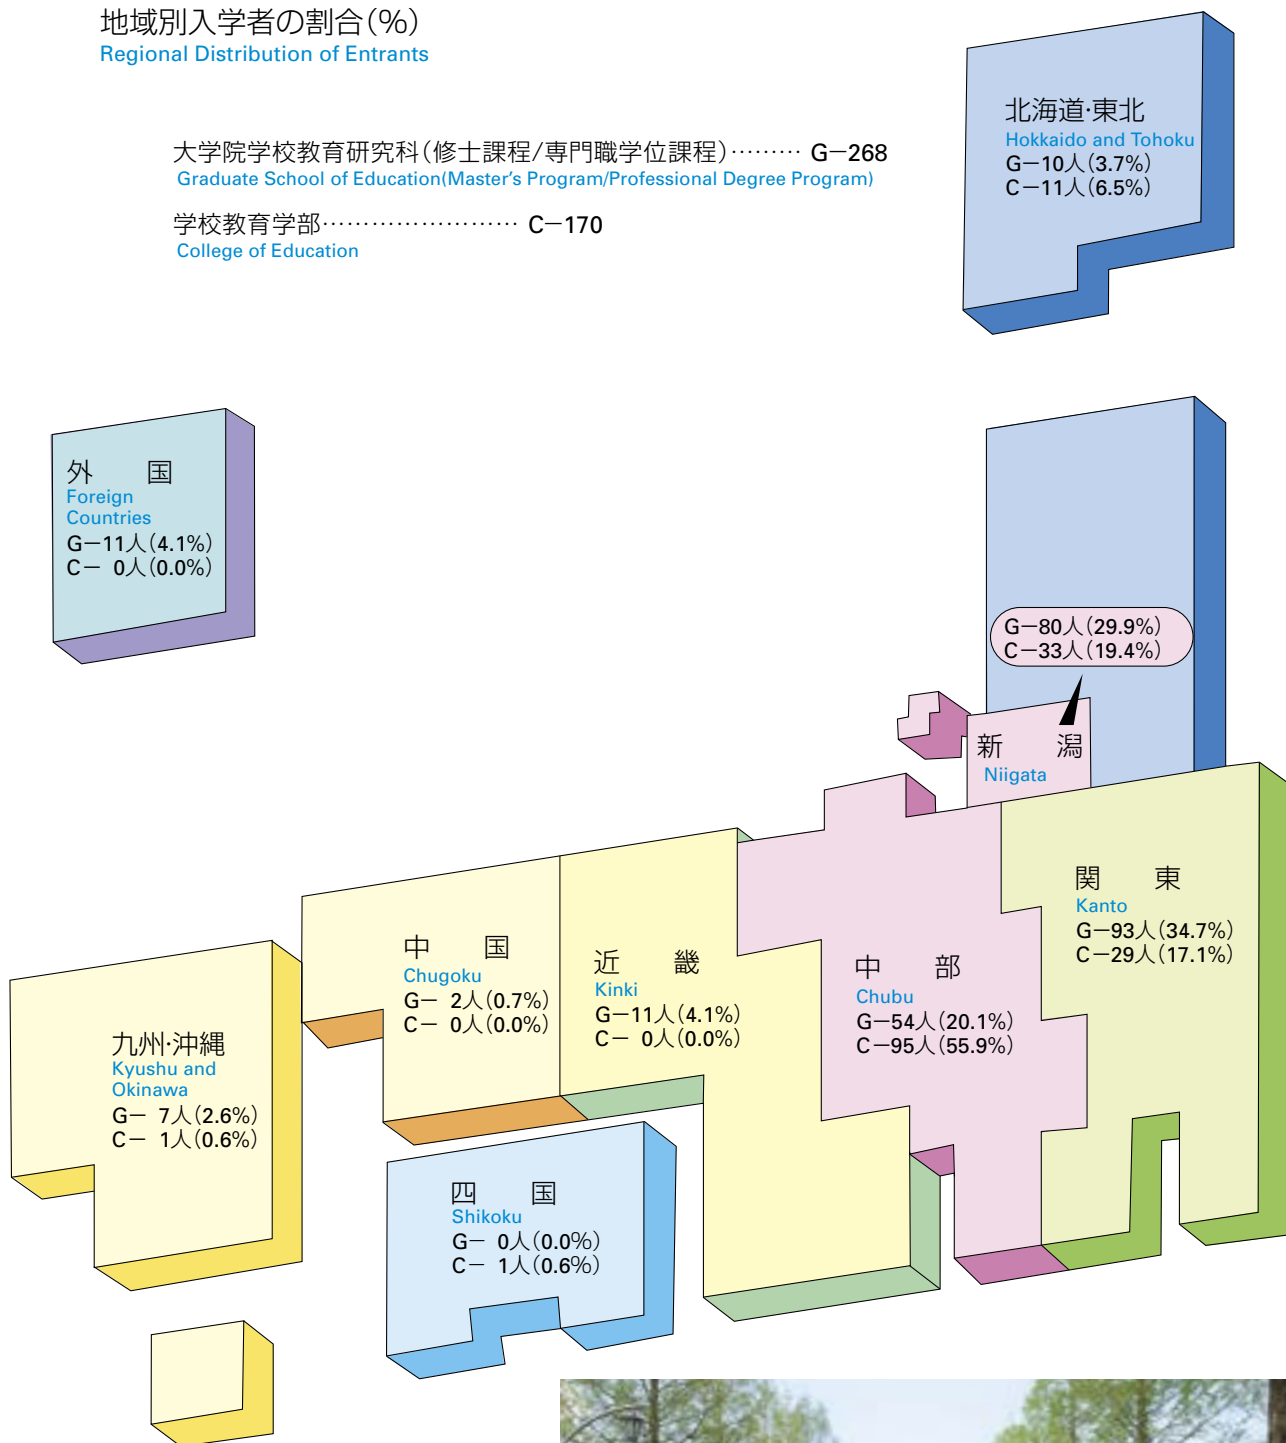 地域別入学者の割合(%)
Regional Distribution of Entrants
大学院学校教育研究科(修士課程/専門職学位課程)……… G−268
Graduate School of Education(Master's Program/Professional Degree Program)
学校教育学部…………………… C−170
College of Education
北海道·東北
Hokkaido and Tohoku
G−10人(3.7%)
C−11人(6.5%)
外 国
Foreign
Countries
G−11人(4.1%)
C− 0人(0.0%)
G−80人(29.9%)
C−33人(19.4%)
新 潟
Niigata
関 東
Kanto
G−93人(34.7%)
C−29人(17.1%)
中 部
Chubu
G−54人(20.1%)
C−95人(55.9%)
近 畿
Kinki
G−11人(4.1%)
C− 0人(0.0%)
中 国
Chugoku
G− 2人(0.7%)
C− 0人(0.0%)
九州·沖縄
Kyushu and
Okinawa
G− 7人(2.6%)
C− 1人(0.6%)
四 国
Shikoku
G− 0人(0.0%)
C− 1人(0.6%)